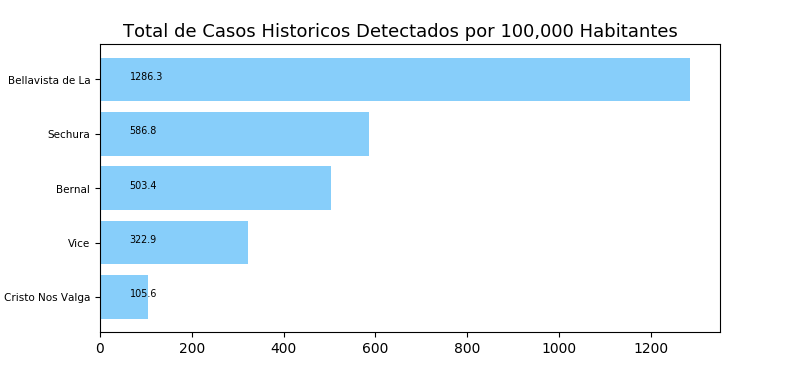 Total de Casos Historicos Detectados por 100,000 Habitantes
Bellavista de La 1286.3
Sechura 586.8
Bernal 503.4
Vice 322.9
Cristo Nos Valga 105.6
0 200 400 600 800 1000 1200